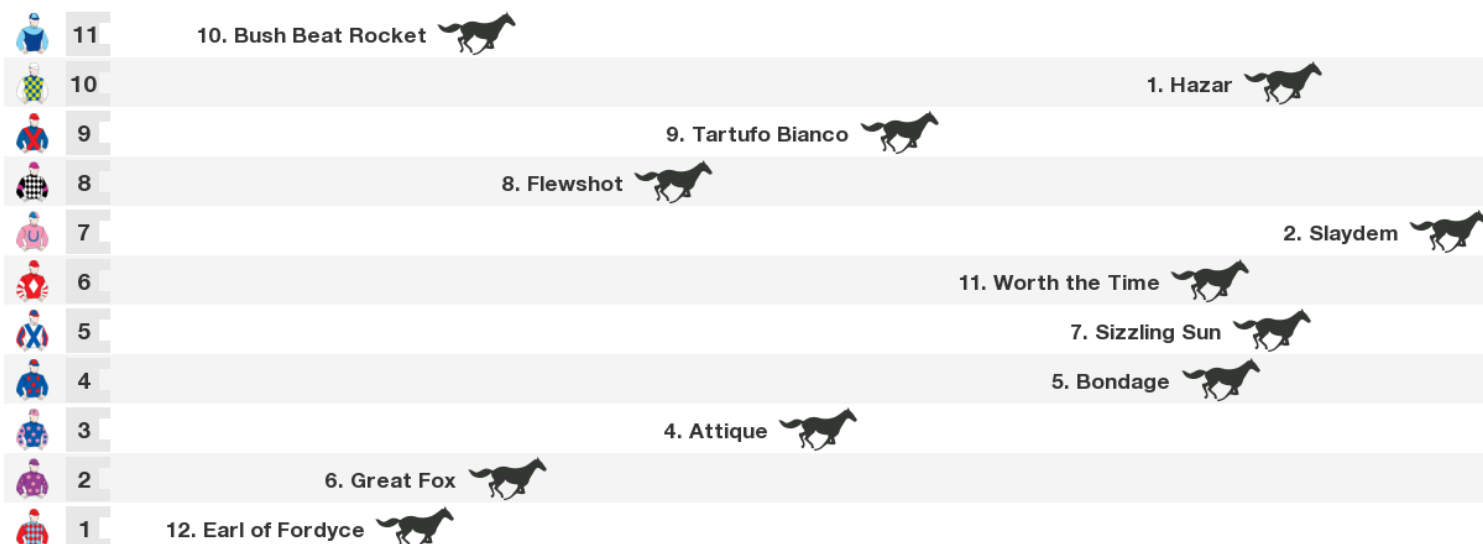 11 10. Bush Beat Rocket
10 1. Hazar
9 9. Tartufo Bianco
8 8. Flewshot
7 2. Slaydem
6 11. Worth the Time
5 7. Sizzling Sun
4 5. Bondage
3 4. Attique
2 6. Great Fox
1 12. Earl of Fordyce